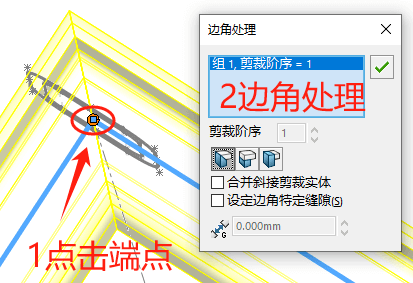 边角处理
组 1, 剪裁阶序 = 1
2边角处理
剪裁阶序
1
合并斜接剪裁实体
设定边角特定缝隙(S)
G
0.000mm
1点击端点